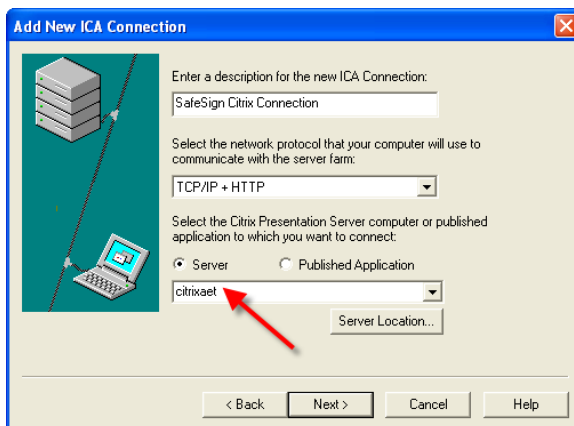 Add New ICA Connection
Enter a description for the new ICA Connection:
SafeSign Citrix Connection
Select the network protocol that your computer will use to
communicate with the server farm:
TCP/IP + HTTP
Select the Citrix Presentation Server computer or published
application to which you want to connect:
Server Published Application
citrixaet
Server Location...
< Back Next > Cancel Help